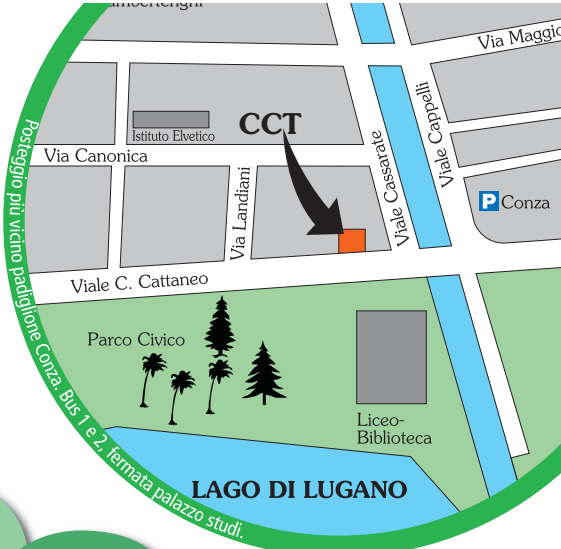 Via Maggio
CCT
Istituto Elvetico
Viale Cappelli
Via Canonica
Viale Cassarate
Via Landiani
P Conza
Viale C. Cattaneo
Parco Civico
Liceo-
Biblioteca
LAGO DI LUGANO
Posteggio più vicino padiglione Conza. Bus 1 e 2, fermata palazzo studi.